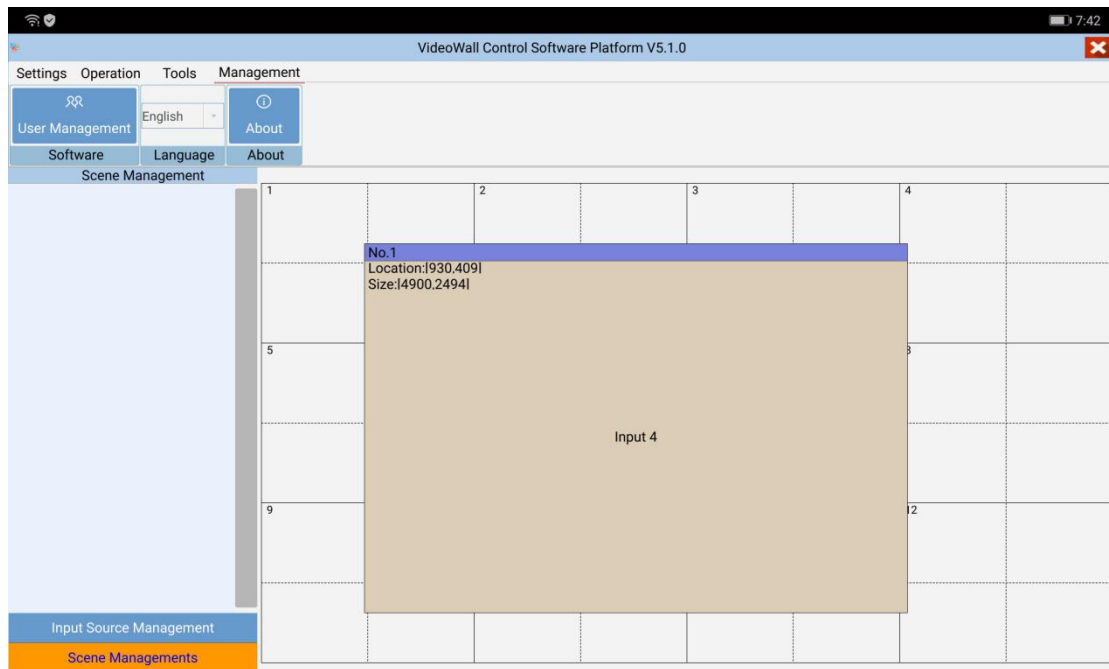 7:42
VideoWall Control Software Platform V5.1.0
Settings Operation Tools Management
User Management
English
About
Software Language About
Scene Management
1 2 3 4
No.1
Location:[930,409]
Size:[4900,2494]
5
Input 4
9 12
Input Source Management
Scene Managements